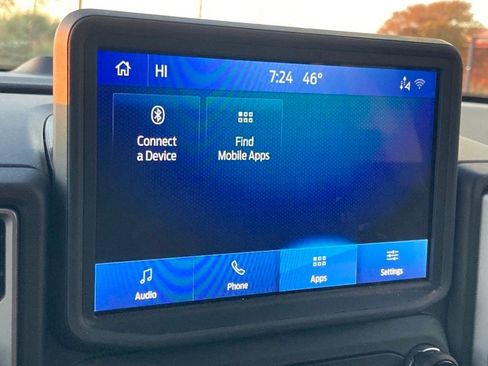 HI 7:24 46°
Connect
a Device
Find
Mobile Apps
Audio Phone Apps Settings